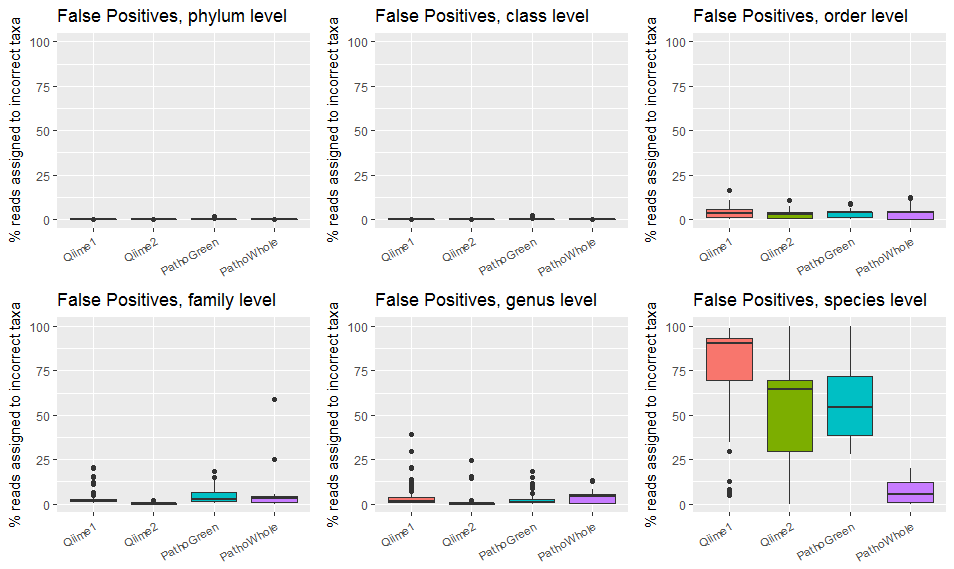 False Positives, phylum level
% reads assigned to incorrect taxa
100
75
50
25
0
Qiime1
Qiime2
PathoGreen
PathoWhole
False Positives, class level
% reads assigned to incorrect taxa
100
75
50
25
0
Qiime1
Qiime2
PathoGreen
PathoWhole
False Positives, order level
% reads assigned to incorrect taxa
100
75
50
25
0
Qiime1
Qiime2
PathoGreen
PathoWhole
False Positives, family level
% reads assigned to incorrect taxa
100
75
50
25
0
Qiime1
Qiime2
PathoGreen
PathoWhole
False Positives, genus level
% reads assigned to incorrect taxa
100
75
50
25
0
Qiime1
Qiime2
PathoGreen
PathoWhole
False Positives, species level
% reads assigned to incorrect taxa
100
75
50
25
0
Qiime1
Qiime2
PathoGreen
PathoWhole